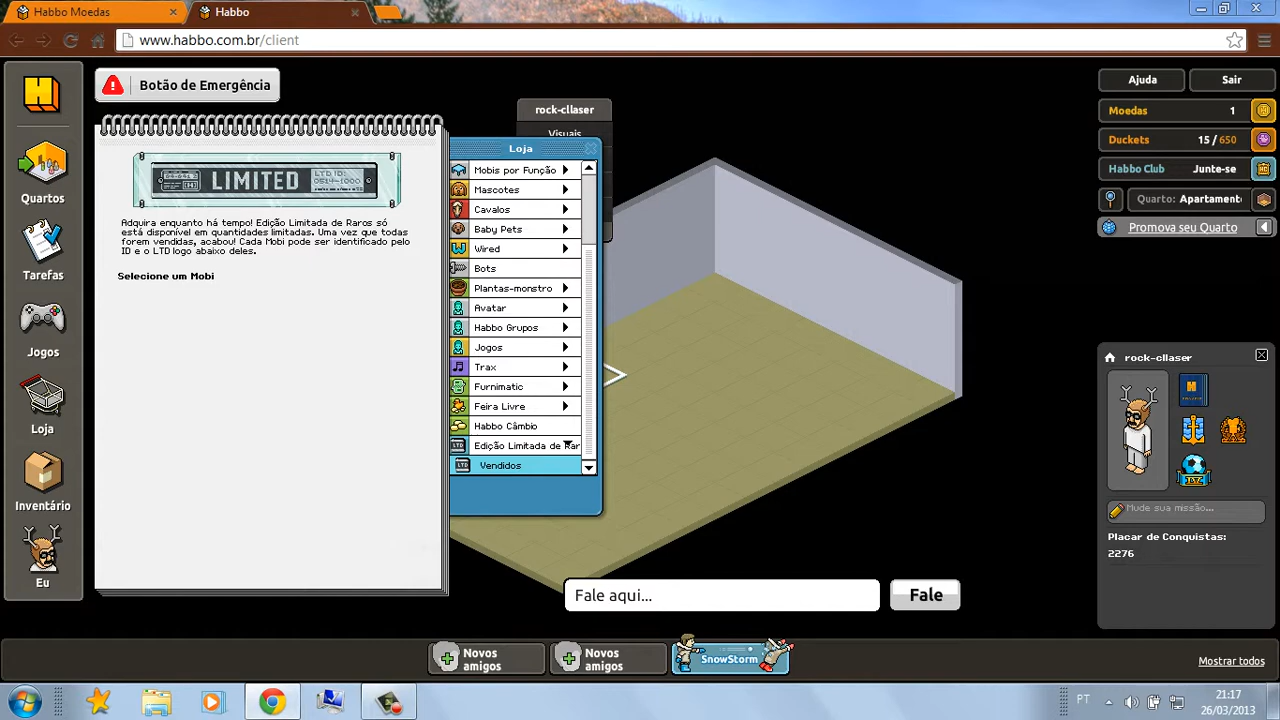 Habbo Moedas
Habbo
www.habbo.com.br/client
Botão de Emergência
Quartos
Tarefas
Jogos
Loja
Inventário
Eu
LIMITED
LTD ID:
0514-1000
Adquira enquanto há tempo! Edição Limitada de Raros só
está disponível em quantidades limitadas. Uma vez que todas
forem vendidas, acabou! Cada Mobi pode ser identificado pelo
ID e o LTD logo abaixo deles.
Selecione um Mobi
rock-cllaser
Visuais
Loja
Mobis por Função
Mascotes
Cavalos
Baby Pets
Wired
Bots
Plantas-monstro
Avatar
Habbo Grupos
Jogos
Trax
Furnimatic
Feira Livre
Habbo Câmbio
LTD Edição Limitada de Rar
LTD Vendidos
Ajuda
Sair
Moedas 1
Duckets 15 / 650
Habbo Club Junte-se
Quarto: Apartament
Promova seu Quarto
rock-cllaser
Mude sua missão...
Placar de Conquistas:
2276
Fale aqui...
Fale
Novos
amigos
Novos
amigos
SnowStorm
Mostrar todos
PT
21:17
26/03/2013